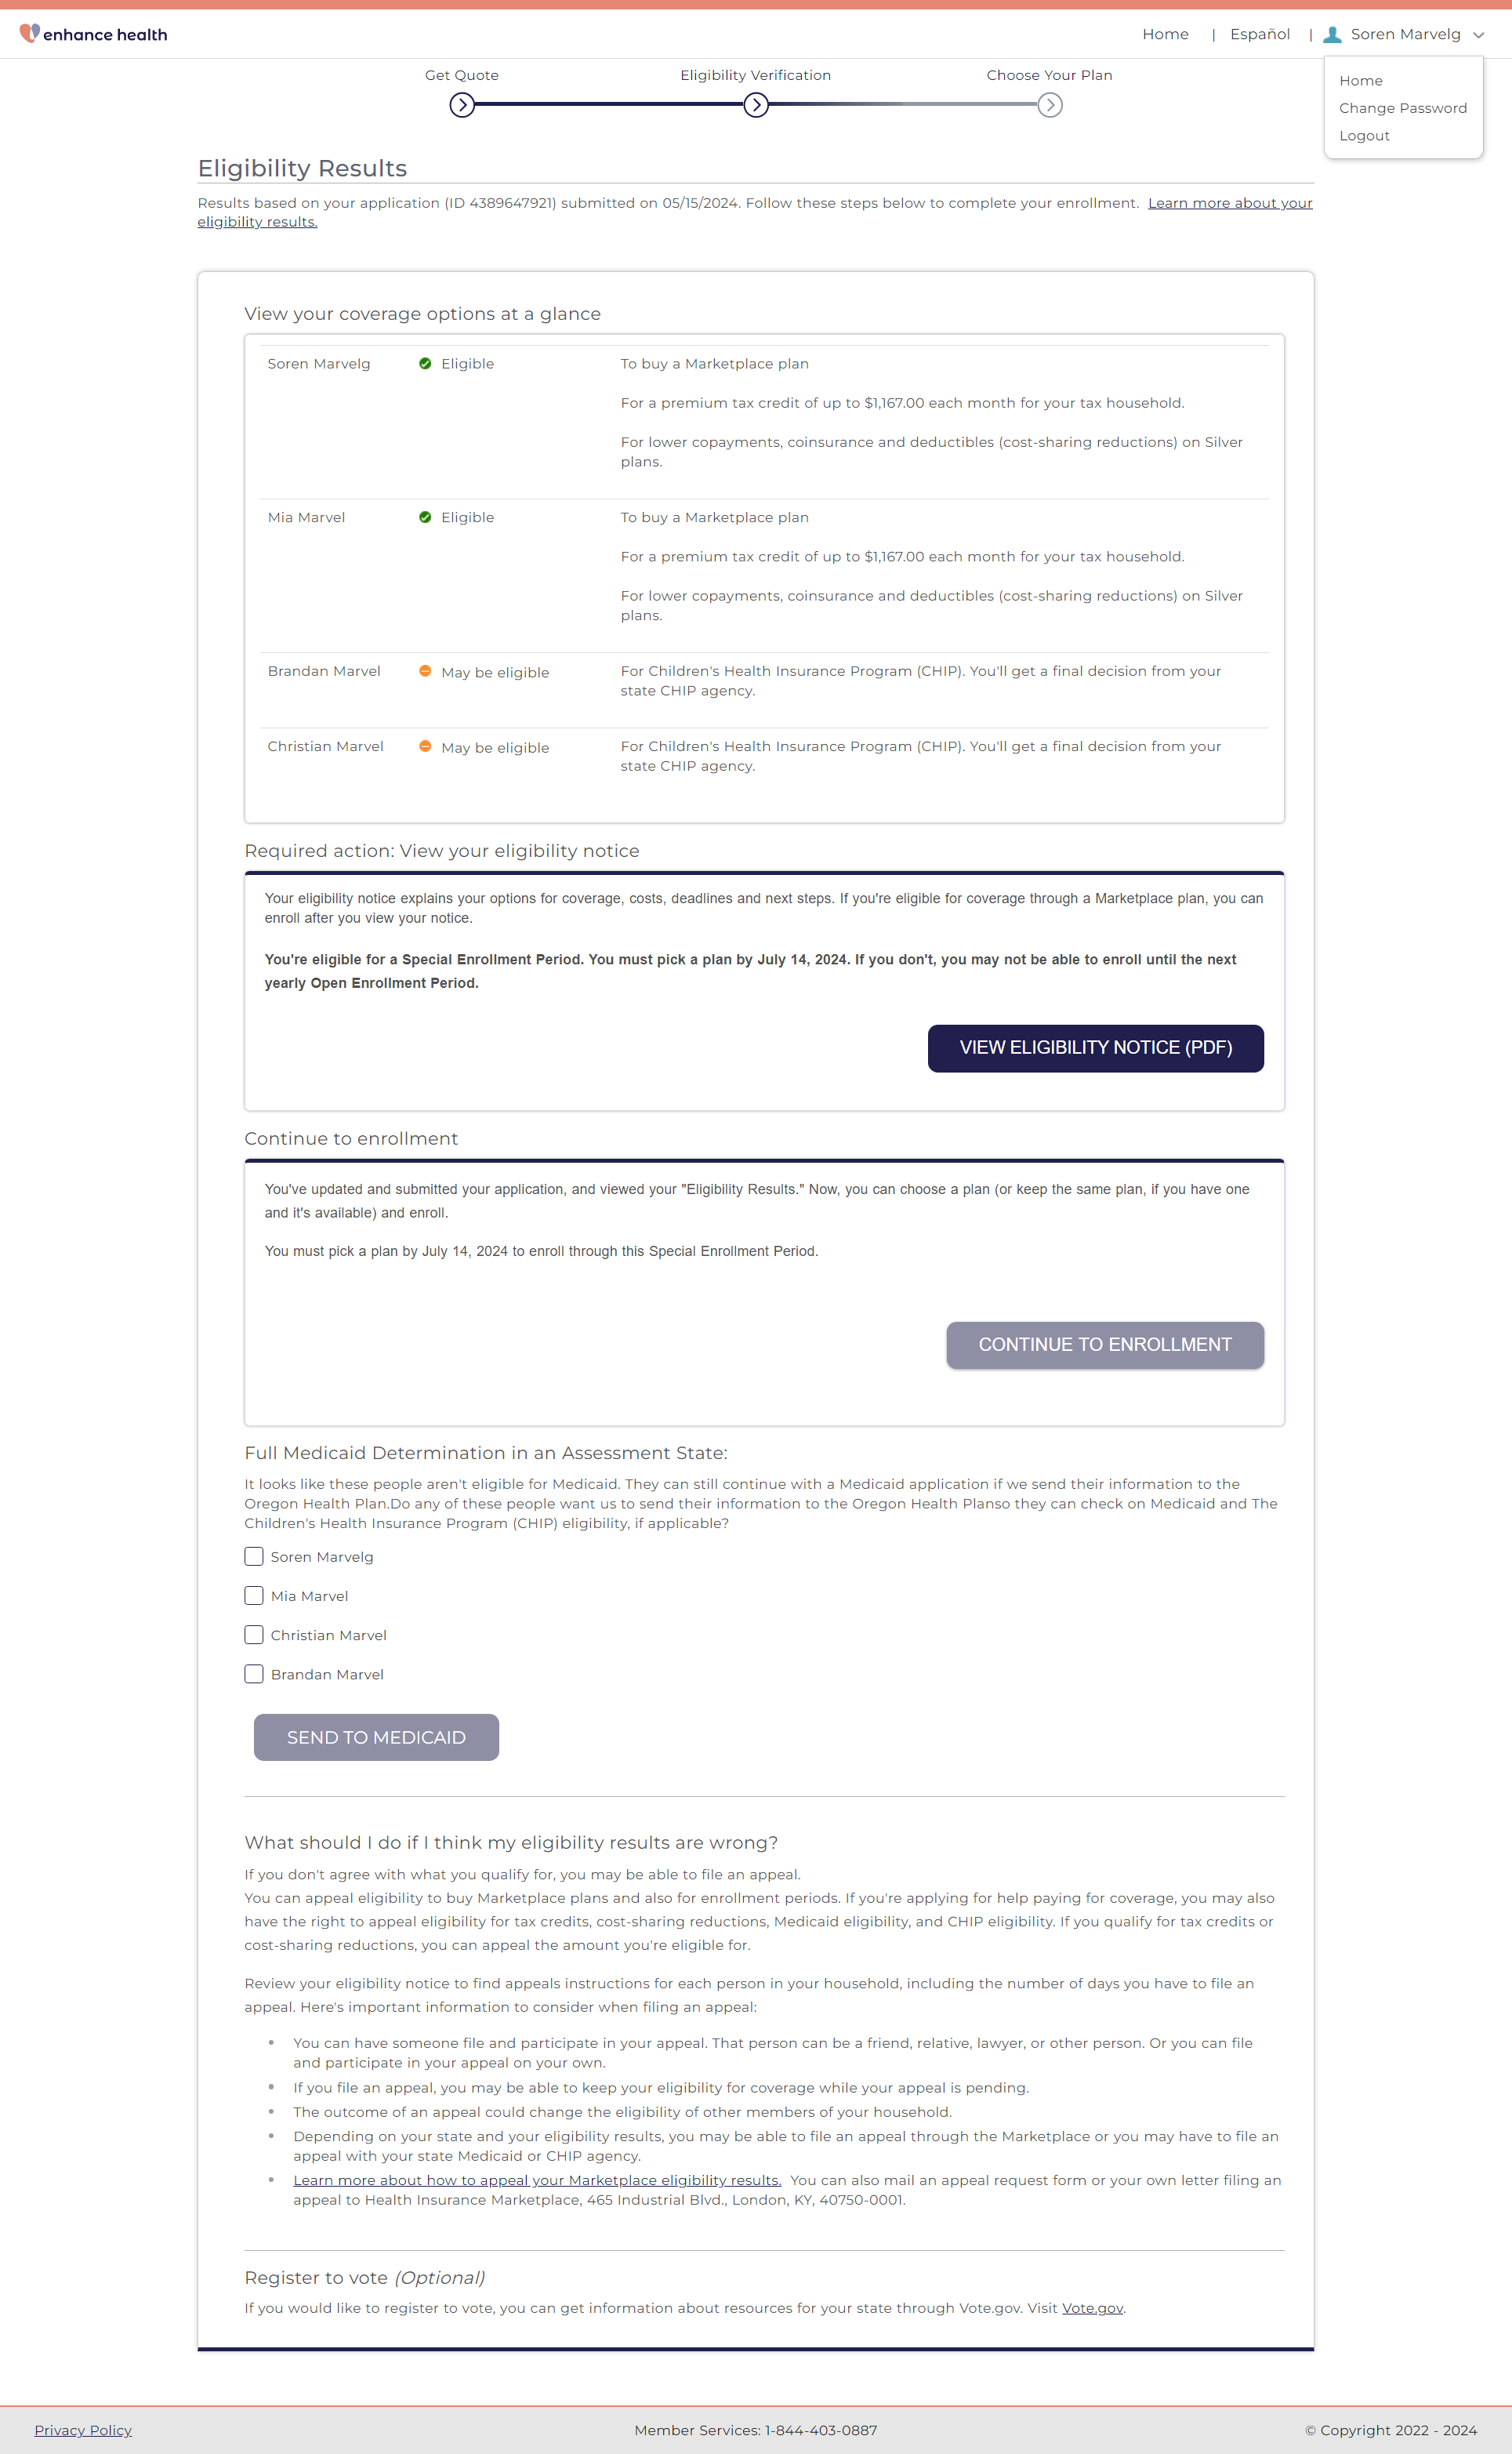 enhance health
Home | Español | Soren Marvelg
Home
Change Password
Logout
Get Quote
Eligibility Verification
Choose Your Plan
Eligibility Results
Results based on your application (ID 4389647921) submitted on 05/15/2024. Follow these steps below to complete your enrollment. Learn more about your
eligibility results.
View your coverage options at a glance
Soren Marvelg Eligible To buy a Marketplace plan
For a premium tax credit of up to $1,167.00 each month for your tax household.
For lower copayments, coinsurance and deductibles (cost-sharing reductions) on Silver
plans.
Mia Marvel Eligible To buy a Marketplace plan
For a premium tax credit of up to $1,167.00 each month for your tax household.
For lower copayments, coinsurance and deductibles (cost-sharing reductions) on Silver
plans.
Brandan Marvel May be eligible For Children's Health Insurance Program (CHIP). You'll get a final decision from your
state CHIP agency.
Christian Marvel May be eligible For Children's Health Insurance Program (CHIP). You'll get a final decision from your
state CHIP agency.
Required action: View your eligibility notice
Your eligibility notice explains your options for coverage, costs, deadlines and next steps. If you're eligible for coverage through a Marketplace plan, you can
enroll after you view your notice.
You're eligible for a Special Enrollment Period. You must pick a plan by July 14, 2024. If you don't, you may not be able to enroll until the next
yearly Open Enrollment Period.
VIEW ELIGIBILITY NOTICE (PDF)
Continue to enrollment
You've updated and submitted your application, and viewed your "Eligibility Results." Now, you can choose a plan (or keep the same plan, if you have one
and it's available) and enroll.
You must pick a plan by July 14, 2024 to enroll through this Special Enrollment Period.
CONTINUE TO ENROLLMENT
Full Medicaid Determination in an Assessment State:
It looks like these people aren't eligible for Medicaid. They can still continue with a Medicaid application if we send their information to the
Oregon Health Plan.Do any of these people want us to send their information to the Oregon Health Planso they can check on Medicaid and The
Children's Health Insurance Program (CHIP) eligibility, if applicable?
Soren Marvelg
Mia Marvel
Christian Marvel
Brandan Marvel
SEND TO MEDICAID
What should I do if I think my eligibility results are wrong?
If you don't agree with what you qualify for, you may be able to file an appeal.
You can appeal eligibility to buy Marketplace plans and also for enrollment periods. If you're applying for help paying for coverage, you may also
have the right to appeal eligibility for tax credits, cost-sharing reductions, Medicaid eligibility, and CHIP eligibility. If you qualify for tax credits or
cost-sharing reductions, you can appeal the amount you're eligible for.
Review your eligibility notice to find appeals instructions for each person in your household, including the number of days you have to file an
appeal. Here's important information to consider when filing an appeal:
• You can have someone file and participate in your appeal. That person can be a friend, relative, lawyer, or other person. Or you can file
and participate in your appeal on your own.
• If you file an appeal, you may be able to keep your eligibility for coverage while your appeal is pending.
• The outcome of an appeal could change the eligibility of other members of your household.
• Depending on your state and your eligibility results, you may be able to file an appeal through the Marketplace or you may have to file an
appeal with your state Medicaid or CHIP agency.
• Learn more about how to appeal your Marketplace eligibility results. You can also mail an appeal request form or your own letter filing an
appeal to Health Insurance Marketplace, 465 Industrial Blvd., London, KY, 40750-0001.
Register to vote (Optional)
If you would like to register to vote, you can get information about resources for your state through Vote.gov. Visit Vote.gov.
Privacy Policy
Member Services: 1-844-403-0887
© Copyright 2022 - 2024